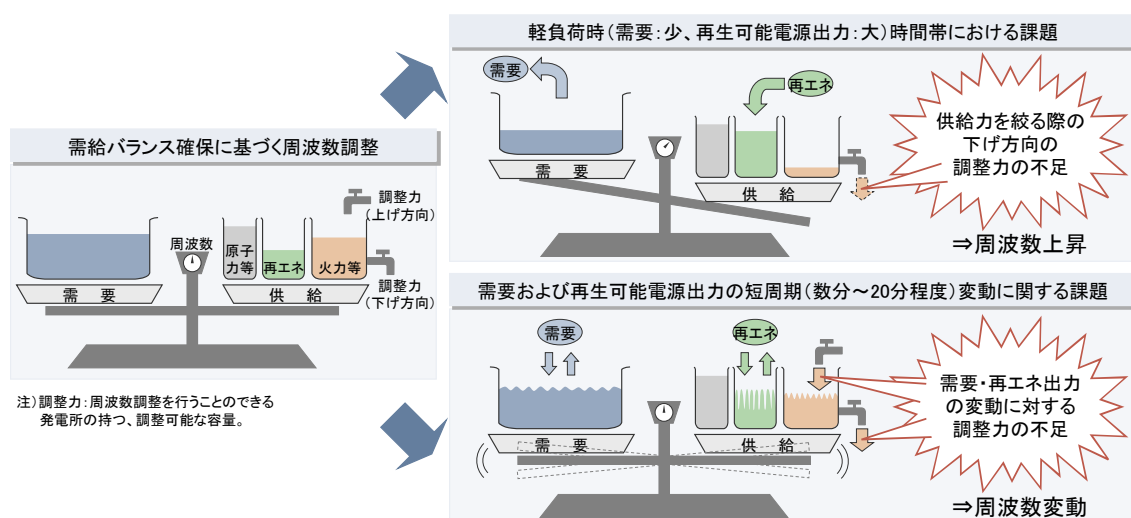 需給バランス確保に基づく周波数調整
調整力
(上げ方向)
周波数
原子
力等
再エネ
火力等
調整力
(下げ方向)
需　要
供　給
注)調整力:周波数調整を行うことのできる
発電所の持つ、調整可能な容量。
軽負荷時(需要:少、再生可能電源出力:大)時間帯における課題
需要
再エネ
需　要
供　給
供給力を絞る際の
下げ方向の
調整力の不足
⇒周波数上昇
需要および再生可能電源出力の短周期(数分～20分程度)変動に関する課題
需要
再エネ
需　要
供　給
需要・再エネ出力
の変動に対する
調整力の不足
⇒周波数変動